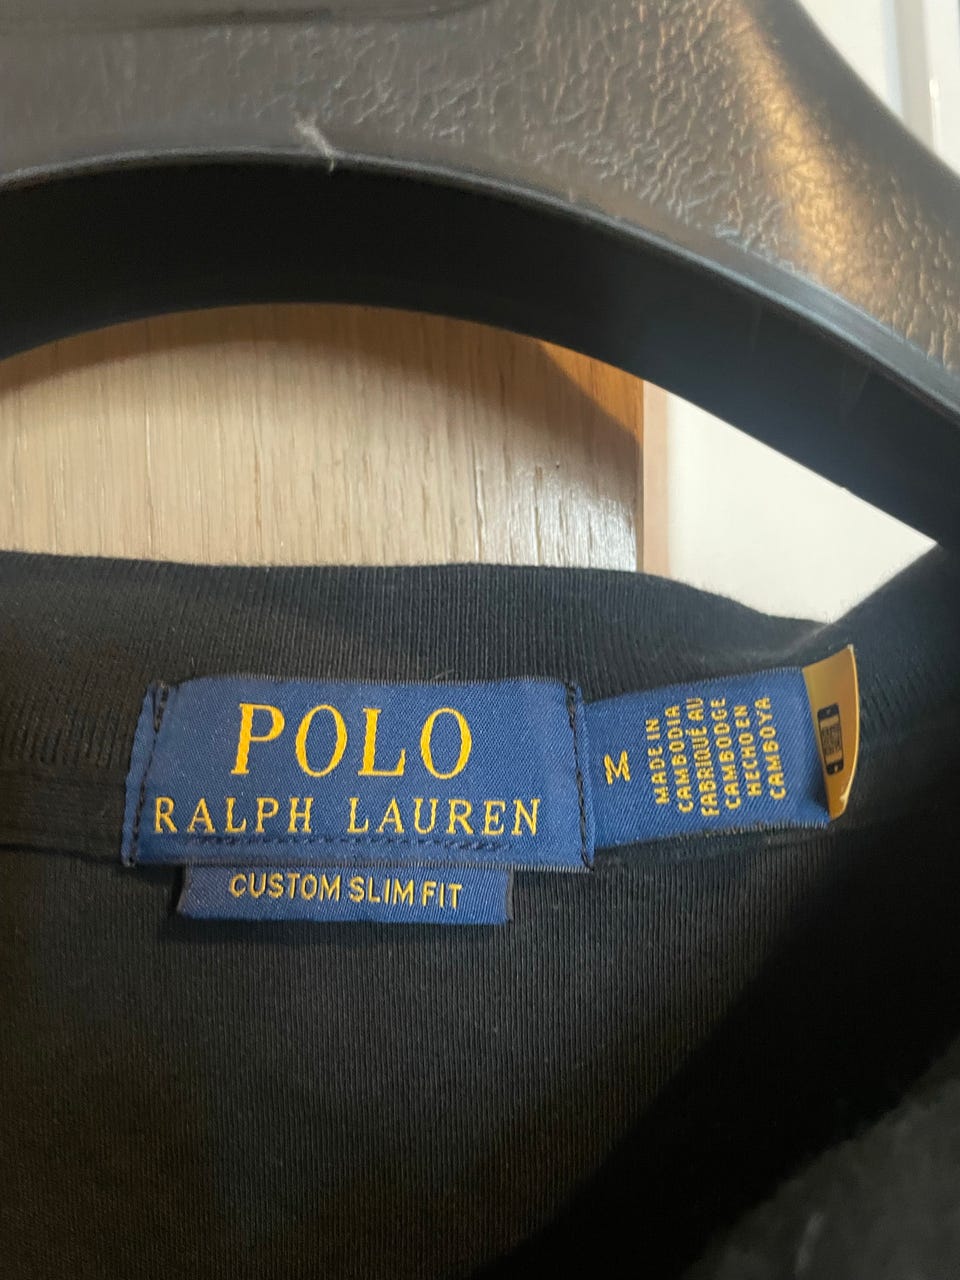 POLO
RALPH LAUREN
CUSTOM SLIM FIT
M
MADE IN
CAMBODIA
FABRIQUÉ AU
CAMBODGE
HECHO EN
CAMBOYA